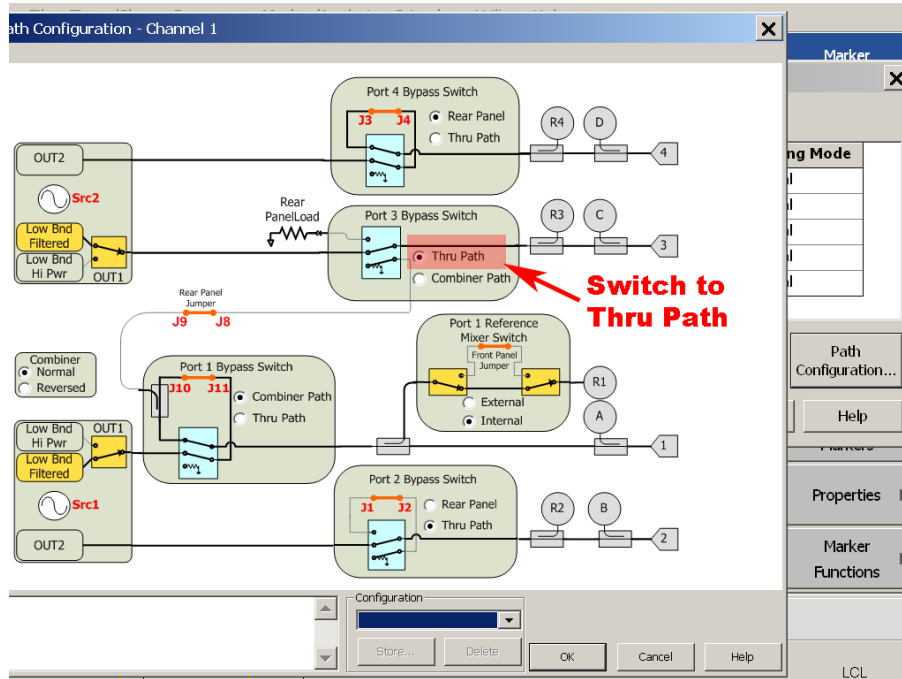 ath Configuration - Channel 1
Marker
Port 4 Bypass Switch
J3 J4
Rear Panel
Thru Path
R4
D
4
OUT2
Src2
Low Bnd
Filtered
Low Bnd
Hi Pwr
OUT1
Rear
PanelLoad
Port 3 Bypass Switch
Thru Path
Combiner Path
R3
C
3
ng Mode
al
al
al
al
al
Switch to
Thru Path
Rear Panel
Jumper
J9 J8
Port 1 Reference
Mixer Switch
Front Panel
Jumper
External
Internal
R1
A
1
Combiner
Normal
Reversed
Port 1 Bypass Switch
J10 J11
Combiner Path
Thru Path
Low Bnd
Hi Pwr
OUT1
Low Bnd
Filtered
Src1
OUT2
Port 2 Bypass Switch
J1 J2
Rear Panel
Thru Path
R2
B
2
Path
Configuration...
Help
Properties
Marker
Functions
Configuration
Store...
Delete
OK
Cancel
Help
LCL